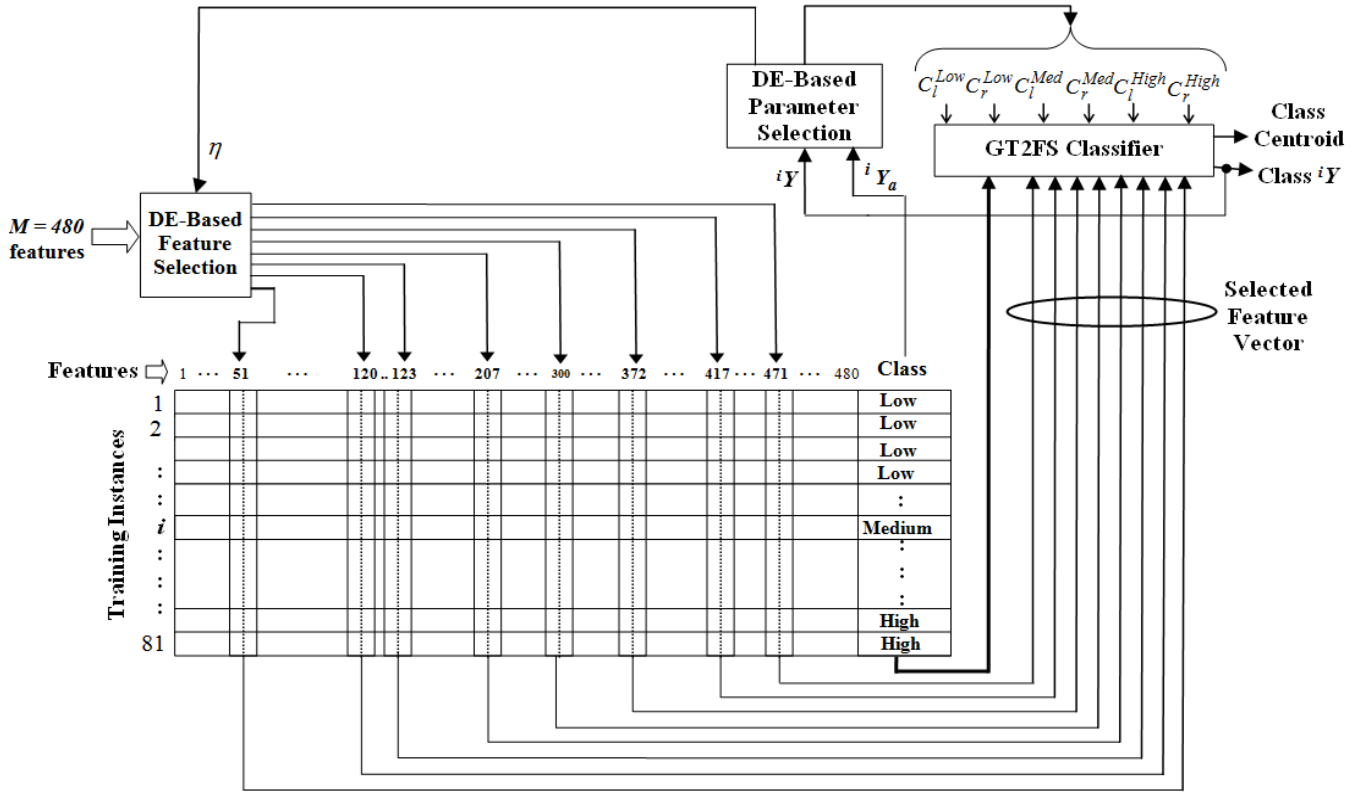 DE-Based
Parameter
Selection
C_l^{Low} C_r^{Low} C_l^{Med} C_r^{Med} C_l^{High} C_r^{High}
GT2FS Classifier
Class
Centroid
Class ^iY
η
^iY
^iY_a
M = 480
features
DE-Based
Feature
Selection
Selected
Feature
Vector
Features
1 ··· 51 ··· 120 .. 123 ··· 207 ··· 300 ··· 372 ··· 417 ··· 471 ··· 480 Class
Training Instances
1 Low
2 Low
Low
: Low
: :
i Medium
: :
: :
: :
High
81 High